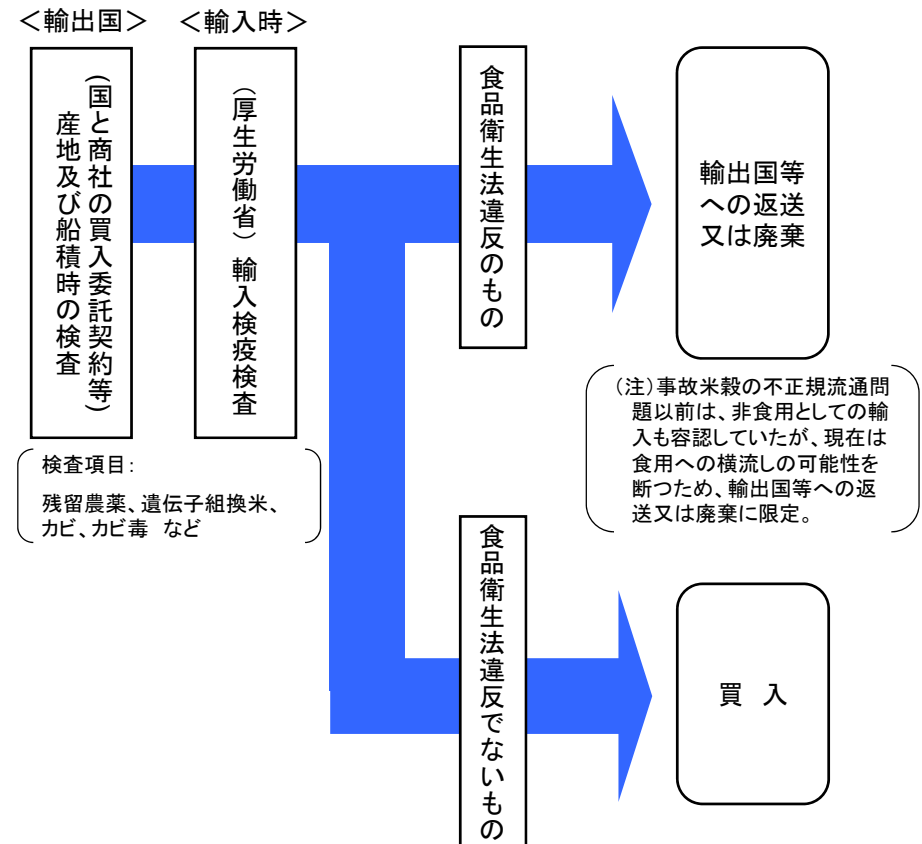 ＜輸出国＞
＜輸入時＞
（国と商社の買入委託契約等）
産地及び船積時の検査
（厚生労働省）輸入検疫検査
食品衛生法違反のもの
輸出国等
への返送
又は廃棄
（注）事故米穀の不正規流通問
題以前は、非食用としての輸
入も容認していたが、現在は
食用への横流しの可能性を
断つため、輸出国等への返
送又は廃棄に限定。
検査項目：
残留農薬、遺伝子組換米、
カビ、カビ毒　など
食品衛生法違反でないもの
買　入